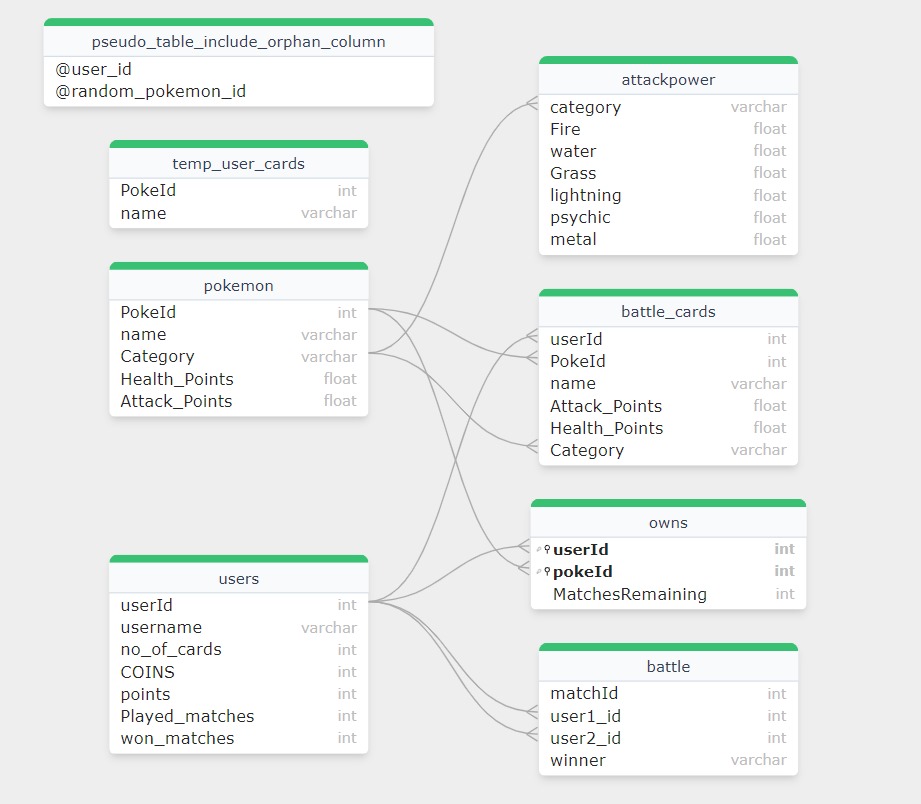 pseudo_table_include_orphan_column
@user_id
@random_pokemon_id
temp_user_cards
PokeId int
name varchar
pokemon
PokeId int
name varchar
Category varchar
Health_Points float
Attack_Points float
users
userId int
username varchar
no_of_cards int
COINS int
points int
Played_matches int
won_matches int
attackpower
category varchar
Fire float
water float
Grass float
lightning float
psychic float
metal float
battle_cards
userId int
PokeId int
name varchar
Attack_Points float
Health_Points float
Category varchar
owns
userId int
pokeId int
MatchesRemaining int
battle
matchId int
user1_id int
user2_id int
winner varchar